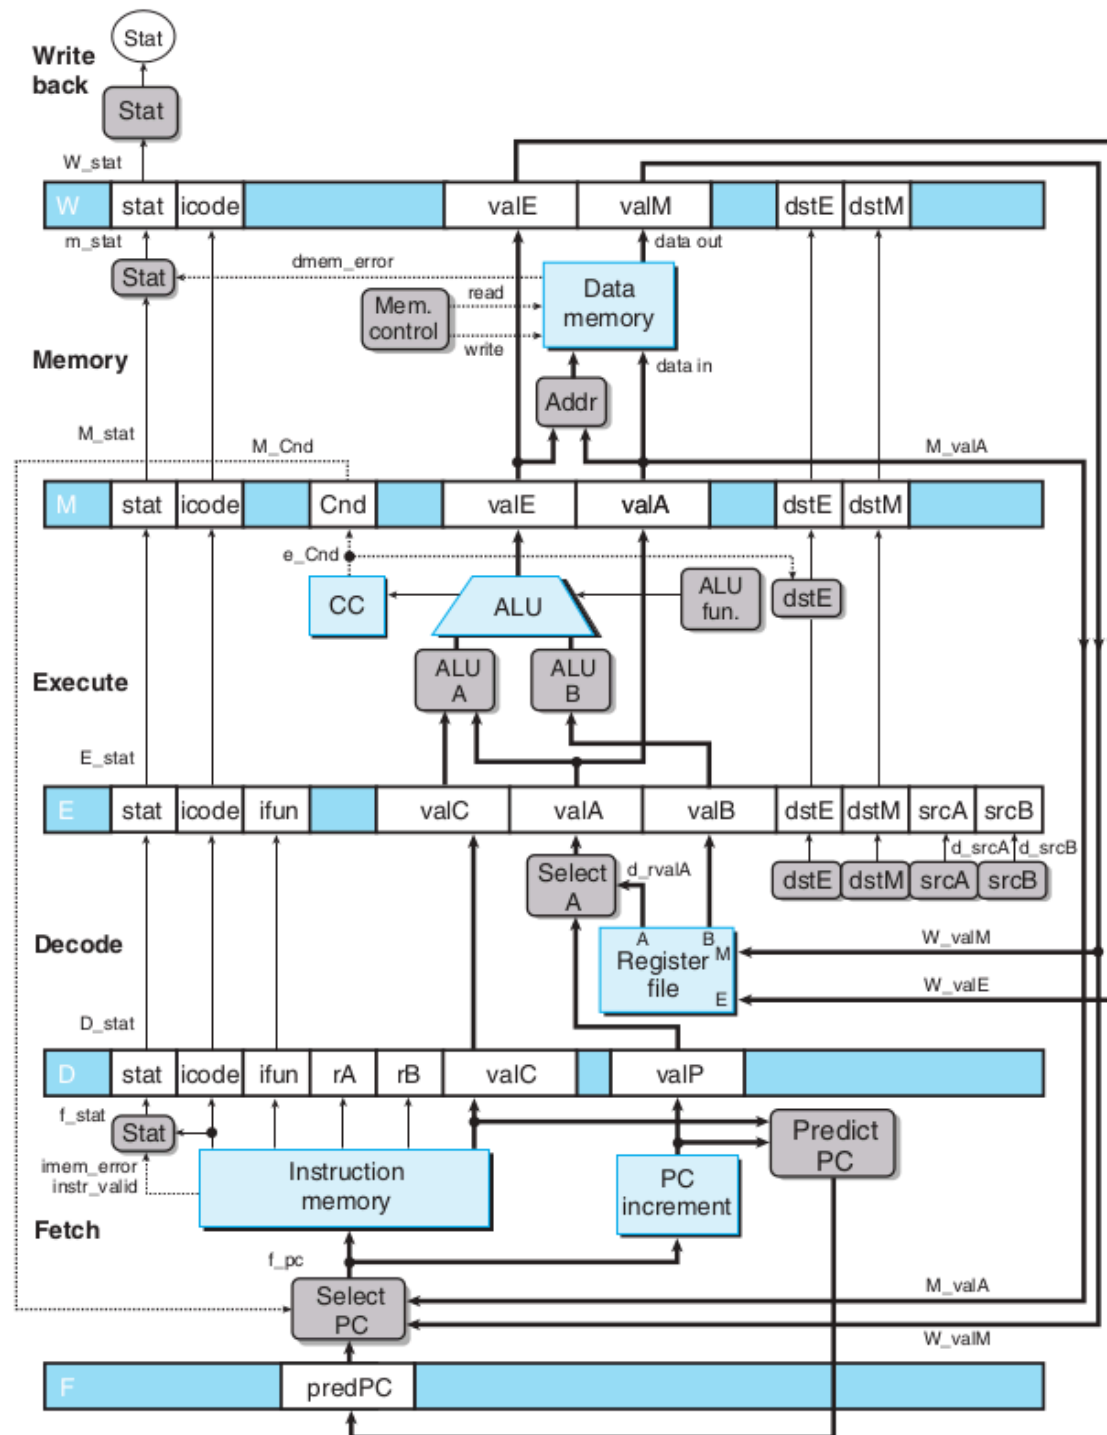 Stat
Write
back
Stat
W_stat
W stat icode valE valM dstE dstM
m_stat
data out
dmem_error
Stat
read
Data
memory
Mem.
control
write
Memory
data in
Addr
M_stat
M_Cnd
M_valA
M stat icode Cnd valE valA dstE dstM
e_Cnd
CC
ALU
ALU
fun.
dstE
ALU
A
ALU
B
Execute
E_stat
E stat icode ifun valC valA valB dstE dstM srcA srcB
d_srcA d_srcB
Select
A
d_rvalA
dstE dstM srcA srcB
Decode
A B
M
Register
file
E
W_valM
W_valE
D_stat
D stat icode ifun rA rB valC valP
f_stat
Stat
Predict
PC
imem_error
instr_valid
Instruction
memory
PC
increment
Fetch
f_pc
Select
PC
M_valA
W_valM
F predPC